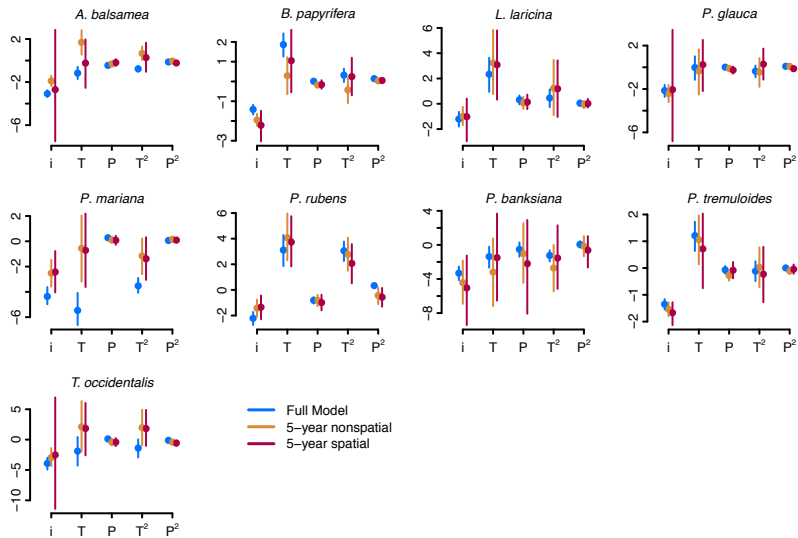 A. balsamea
B. papyrifera
L. laricina
P. glauca
2
−2
−6
i T P T² P²
2
1
−1
−3
i T P T² P²
6
4
2
0
−2
i T P T² P²
2
0
−2
−6
i T P T² P²
P. mariana
P. rubens
P. banksiana
P. tremuloides
2
0
−2
−6
i T P T² P²
6
4
2
−2
i T P T² P²
−4
0
−4
−8
i T P T² P²
2
1
0
−1
−2
i T P T² P²
T. occidentalis
5
0
−5
−10
i T P T² P²
Full Model
5−year nonspatial
5−year spatial